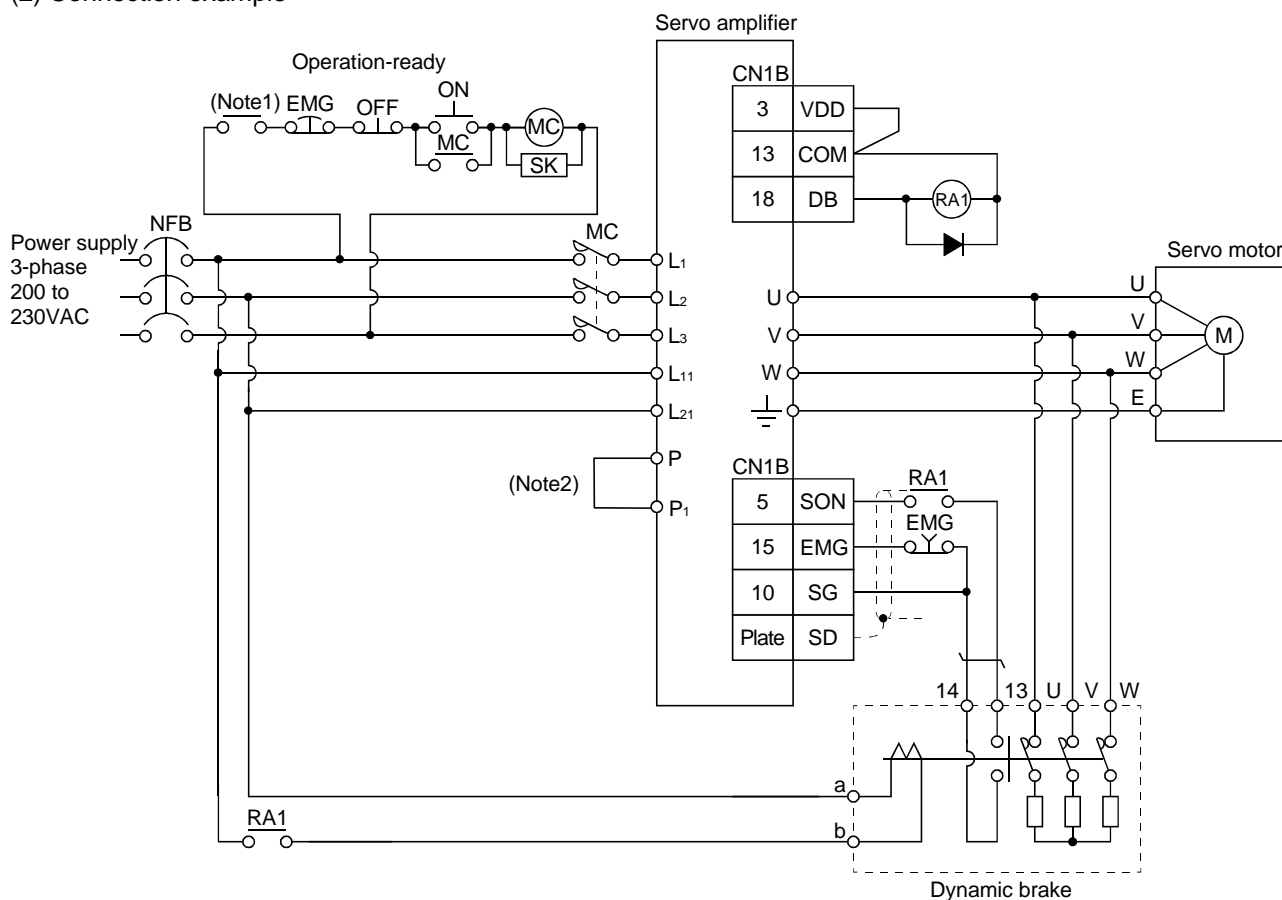 (2) Connection example
Servo amplifier
Operation-ready
(Note1) EMG OFF ON
MC
MC
SK
CN1B
3 VDD
13 COM
18 DB
RA1
NFB
MC
Power supply
3-phase
200 to
230VAC
L1
L2
L3
L11
L21
P
P1
(Note2)
U
V
W
Servo motor
U
V
W
E
M
CN1B
5 SON
15 EMG
10 SG
Plate SD
RA1
EMG
14 13 U V W
a
b
RA1
Dynamic brake